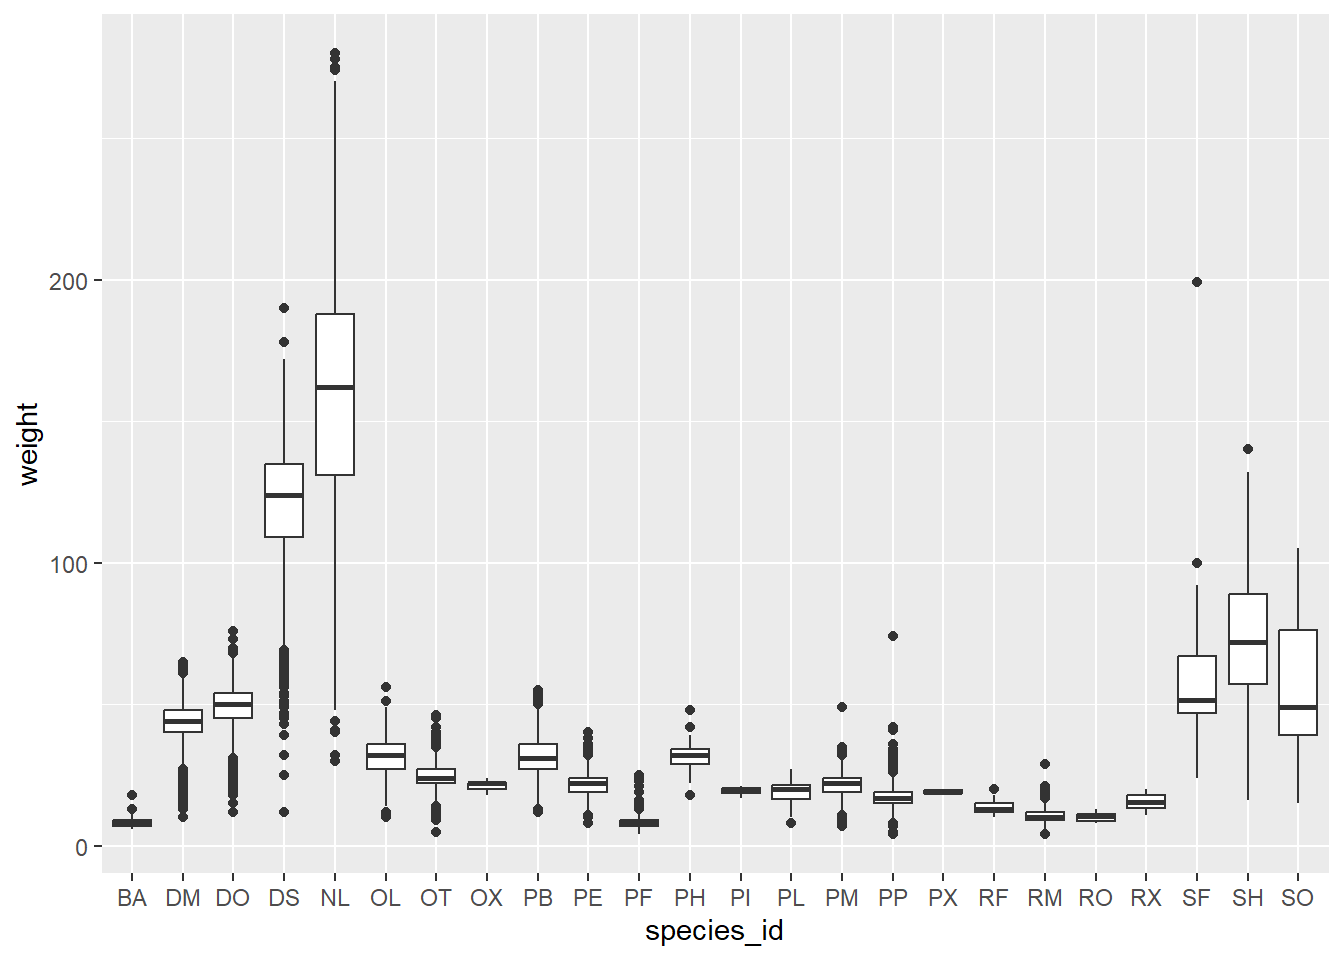 weight
200
100
0
BA DM DO DS NL OL OT OX PB PE PF PH PI PL PM PP PX RF RM RO RX SF SH SO
species_id